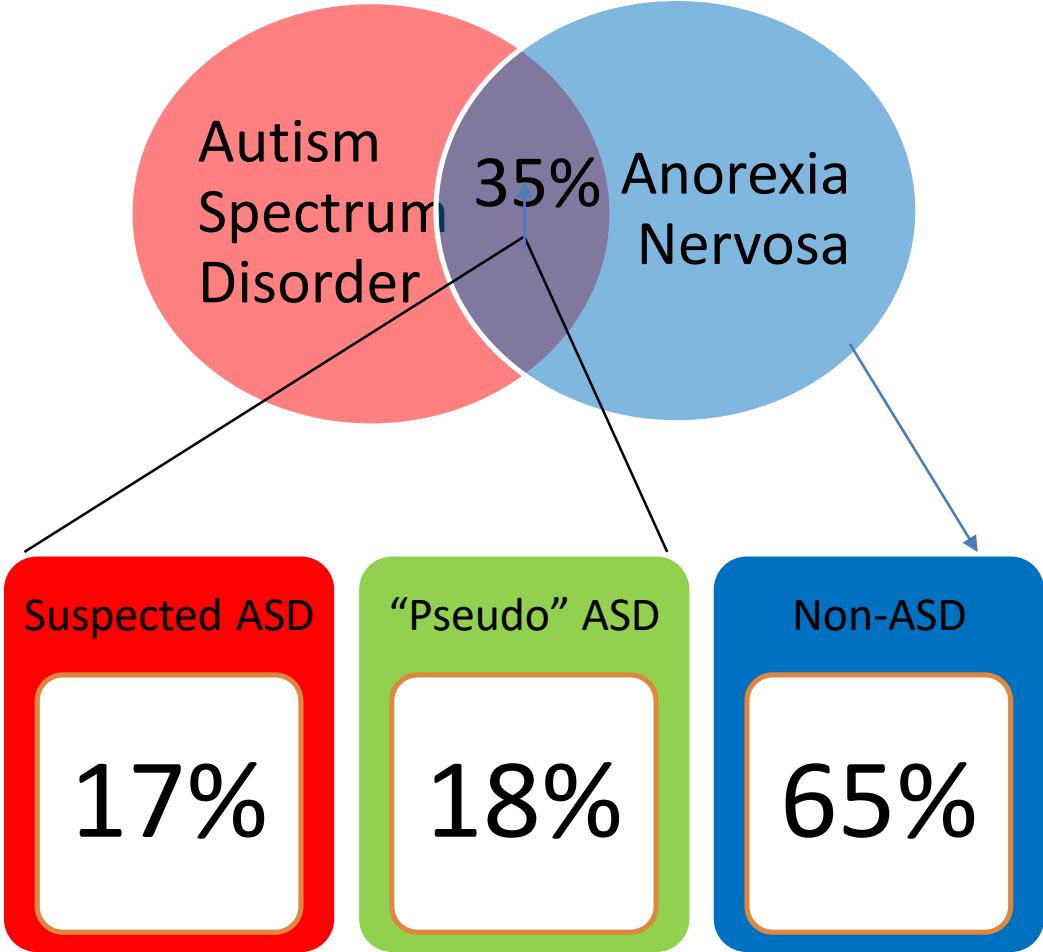 Autism
Spectrum
Disorder
35%
Anorexia
Nervosa
Suspected ASD
“Pseudo” ASD
Non-ASD
17%
18%
65%